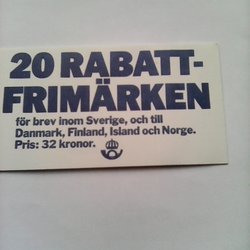 20 RABATT-
FRIMÄRKEN
för brev inom Sverige, och till
Danmark, Finland, Island och Norge.
Pris: 32 kronor.